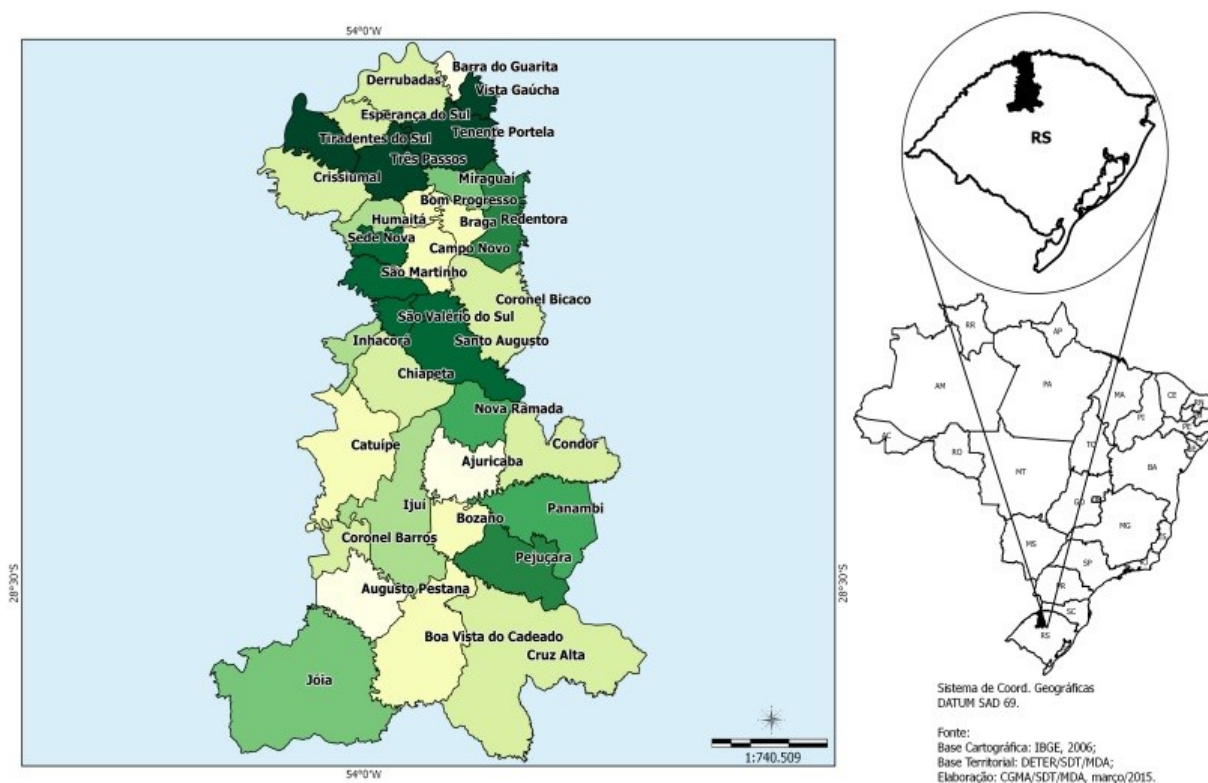 54°0'W
Barra do Guarita
Derrubadas
Vista Gaúcha
Esperança do Sul
Tenente Portela
Tiradentes do Sul
Três Passos
Crissiumal
Miraguaí
Bom Progresso
Humaitá
Braga
Redentora
Sede Nova
Campo Novo
São Martinho
Coronel Bicaco
São Valério do Sul
Inhacorá
Santo Augusto
Chiapeta
Nova Ramada
Catuípe
Condor
Ajuricaba
Ijuí
Panambi
Bozano
Coronel Barros
Pejuçara
28°30'S
28°30'S
Augusto Pestana
Boa Vista do Cadeado
Cruz Alta
Jóia
1:740.509
54°0'W
RS
RR
AP
AM
PA
MA
CE
RN
PI
PE
AC
TO
RO
MT
BA
GO
MG
MS
ES
SP
PR
SC
RS
Sistema de Coord. Geográficas
DATUM SAD 69.
Fonte:
Base Cartográfica: IBGE, 2006;
Base Territorial: DETER/SDT/MDA;
Elaboração: CGMA/SDT/MDA, março/2015.